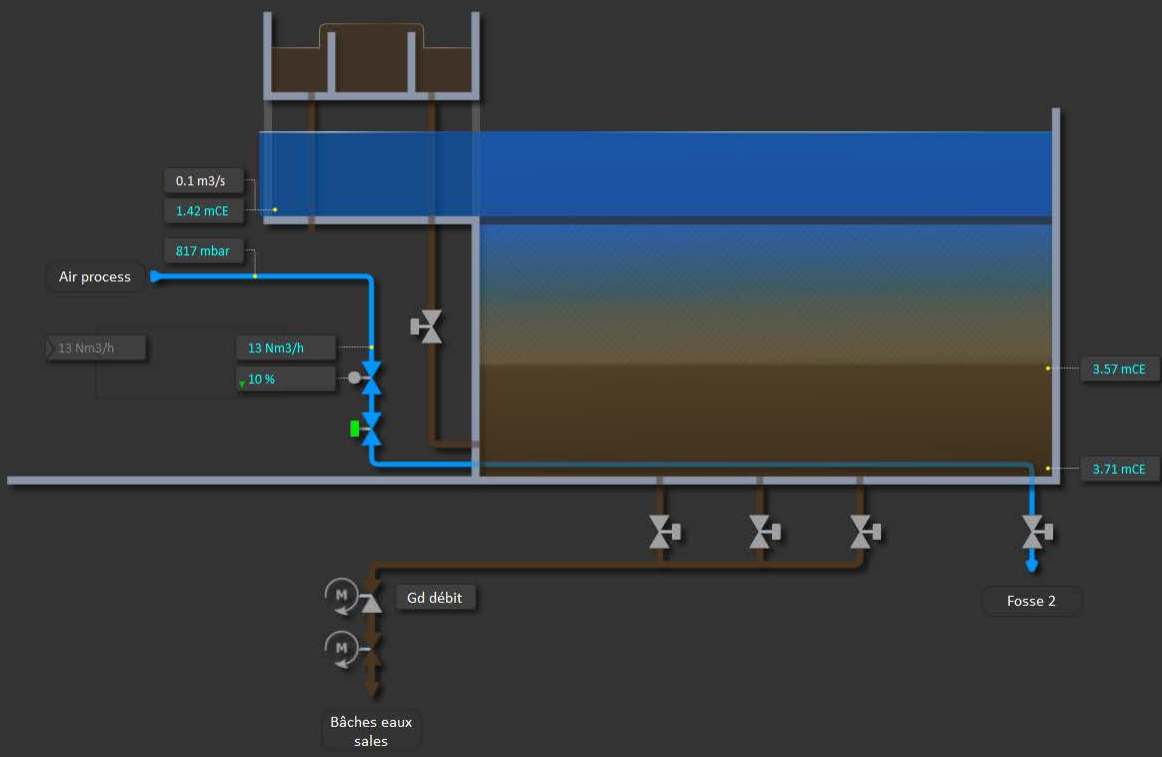 0.1 m3/s
1.42 mCE
817 mbar
Air process
13 Nm3/h
13 Nm3/h
10 %
3.57 mCE
3.71 mCE
M
Gd débit
M
Fosse 2
Bâches eaux
sales